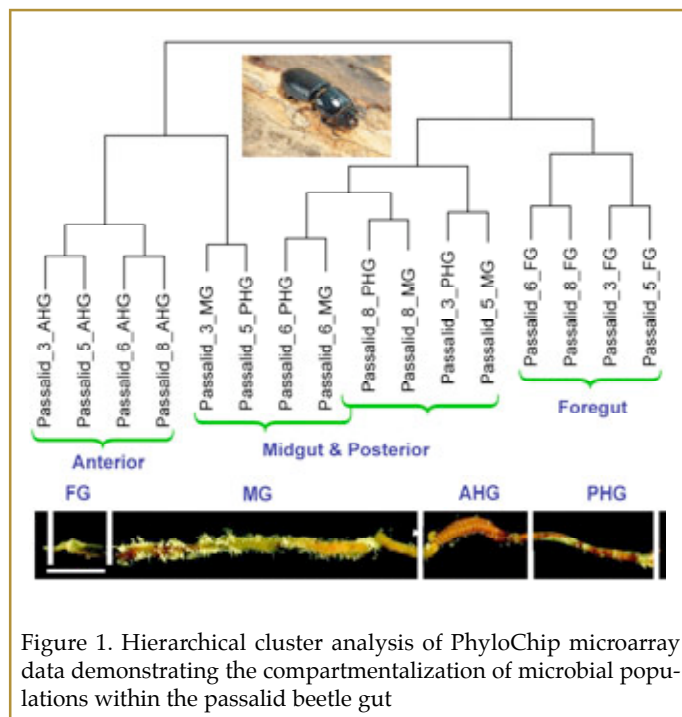 Passalid_3_AHG
Passalid_5_AHG
Passalid_6_AHG
Passalid_8_AHG
Passalid_3_MG
Passalid_5_PHG
Passalid_6_PHG
Passalid_6_MG
Passalid_8_PHG
Passalid_8_MG
Passalid_3_PHG
Passalid_5_MG
Passalid_6_FG
Passalid_8_FG
Passalid_3_FG
Passalid_5_FG
Anterior
Midgut & Posterior
Foregut
FG
MG
AHG
PHG
Figure 1. Hierarchical cluster analysis of PhyloChip microarray
data demonstrating the compartmentalization of microbial popu-
lations within the passalid beetle gut